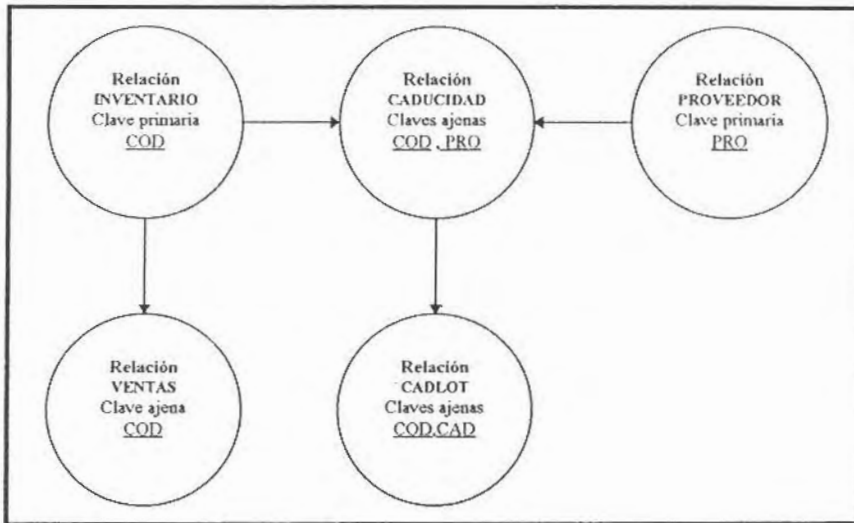 Relación
INVENTARIO
Clave primaria
COD
Relación
CADUCIDAD
Claves ajenas
COD , PRO
Relación
PROVEEDOR
Clave primaria
PRO
Relación
VENTAS
Clave ajena
COD
Relación
CADLOT
Claves ajenas
COD,CAD